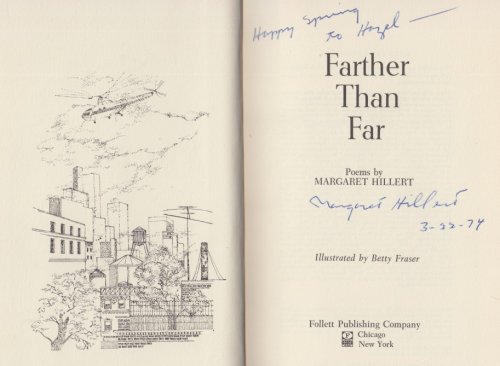 Happy Spring
to Hazel —
Farther
Than
Far
Poems by
MARGARET HILLERT
Margaret Hillert
3-22-74
Illustrated by Betty Fraser
Follett Publishing Company
Chicago
New York